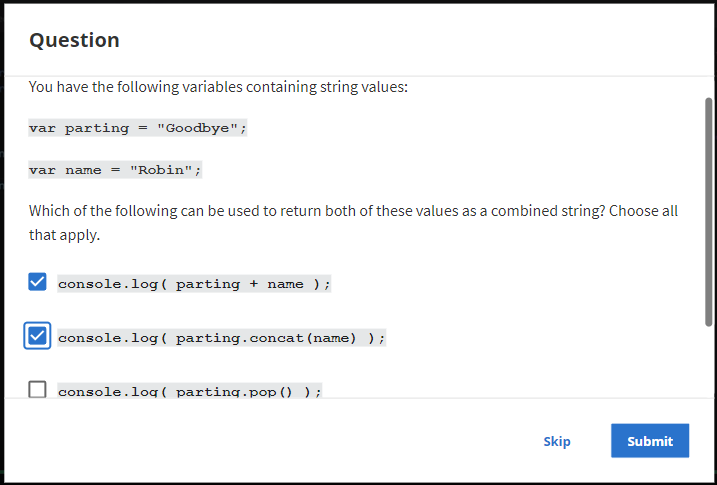 Question
You have the following variables containing string values:
var parting = "Goodbye";
var name = "Robin";
Which of the following can be used to return both of these values as a combined string? Choose all
that apply.
console.log( parting + name );
console.log( parting.concat(name) );
console.log( parting.pop() );
Skip
Submit